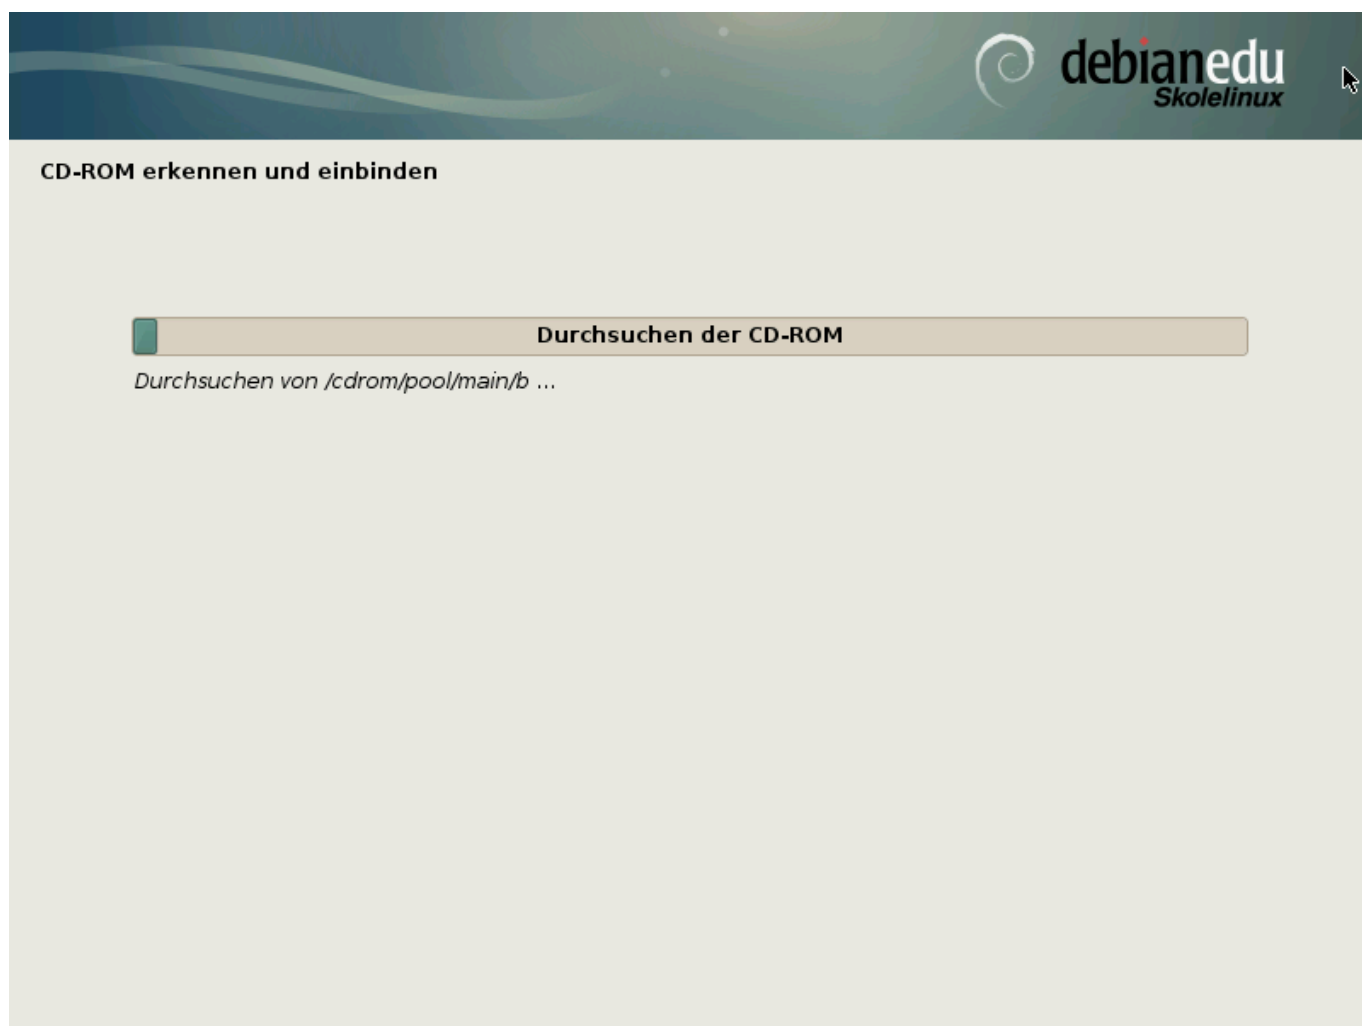 debianedu
Skolelinux
CD-ROM erkennen und einbinden
Durchsuchen der CD-ROM
Durchsuchen von /cdrom/pool/main/b ...